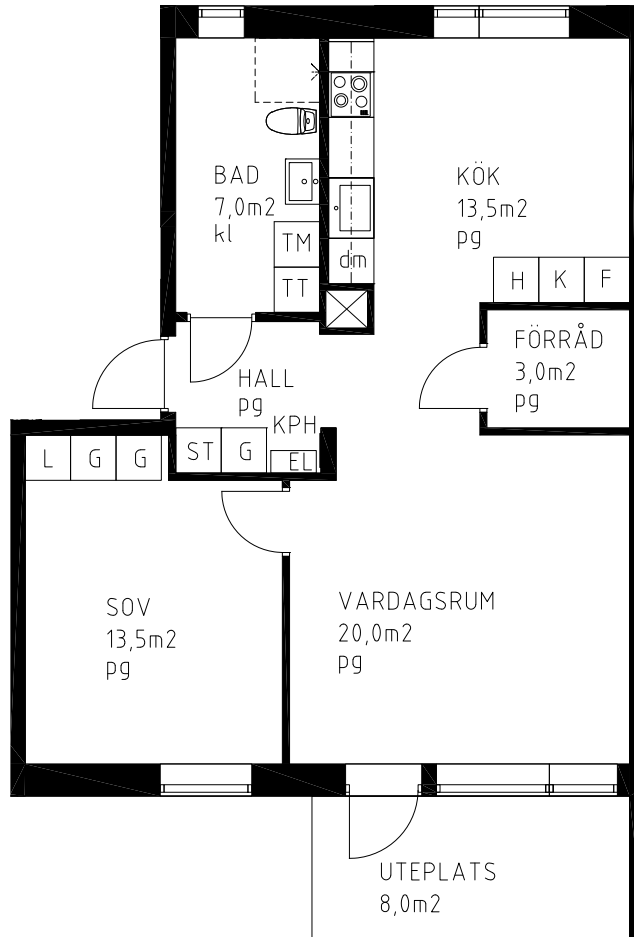 BAD
7,0m2
kl
TM
TT
dm
KÖK
13,5m2
pg
H K F
FÖRRÅD
3,0m2
pg
HALL
pg
KPH
ST G
EL
L G G
SOV
13,5m2
pg
VARDAGSRUM
20,0m2
pg
UTEPLATS
8,0m2